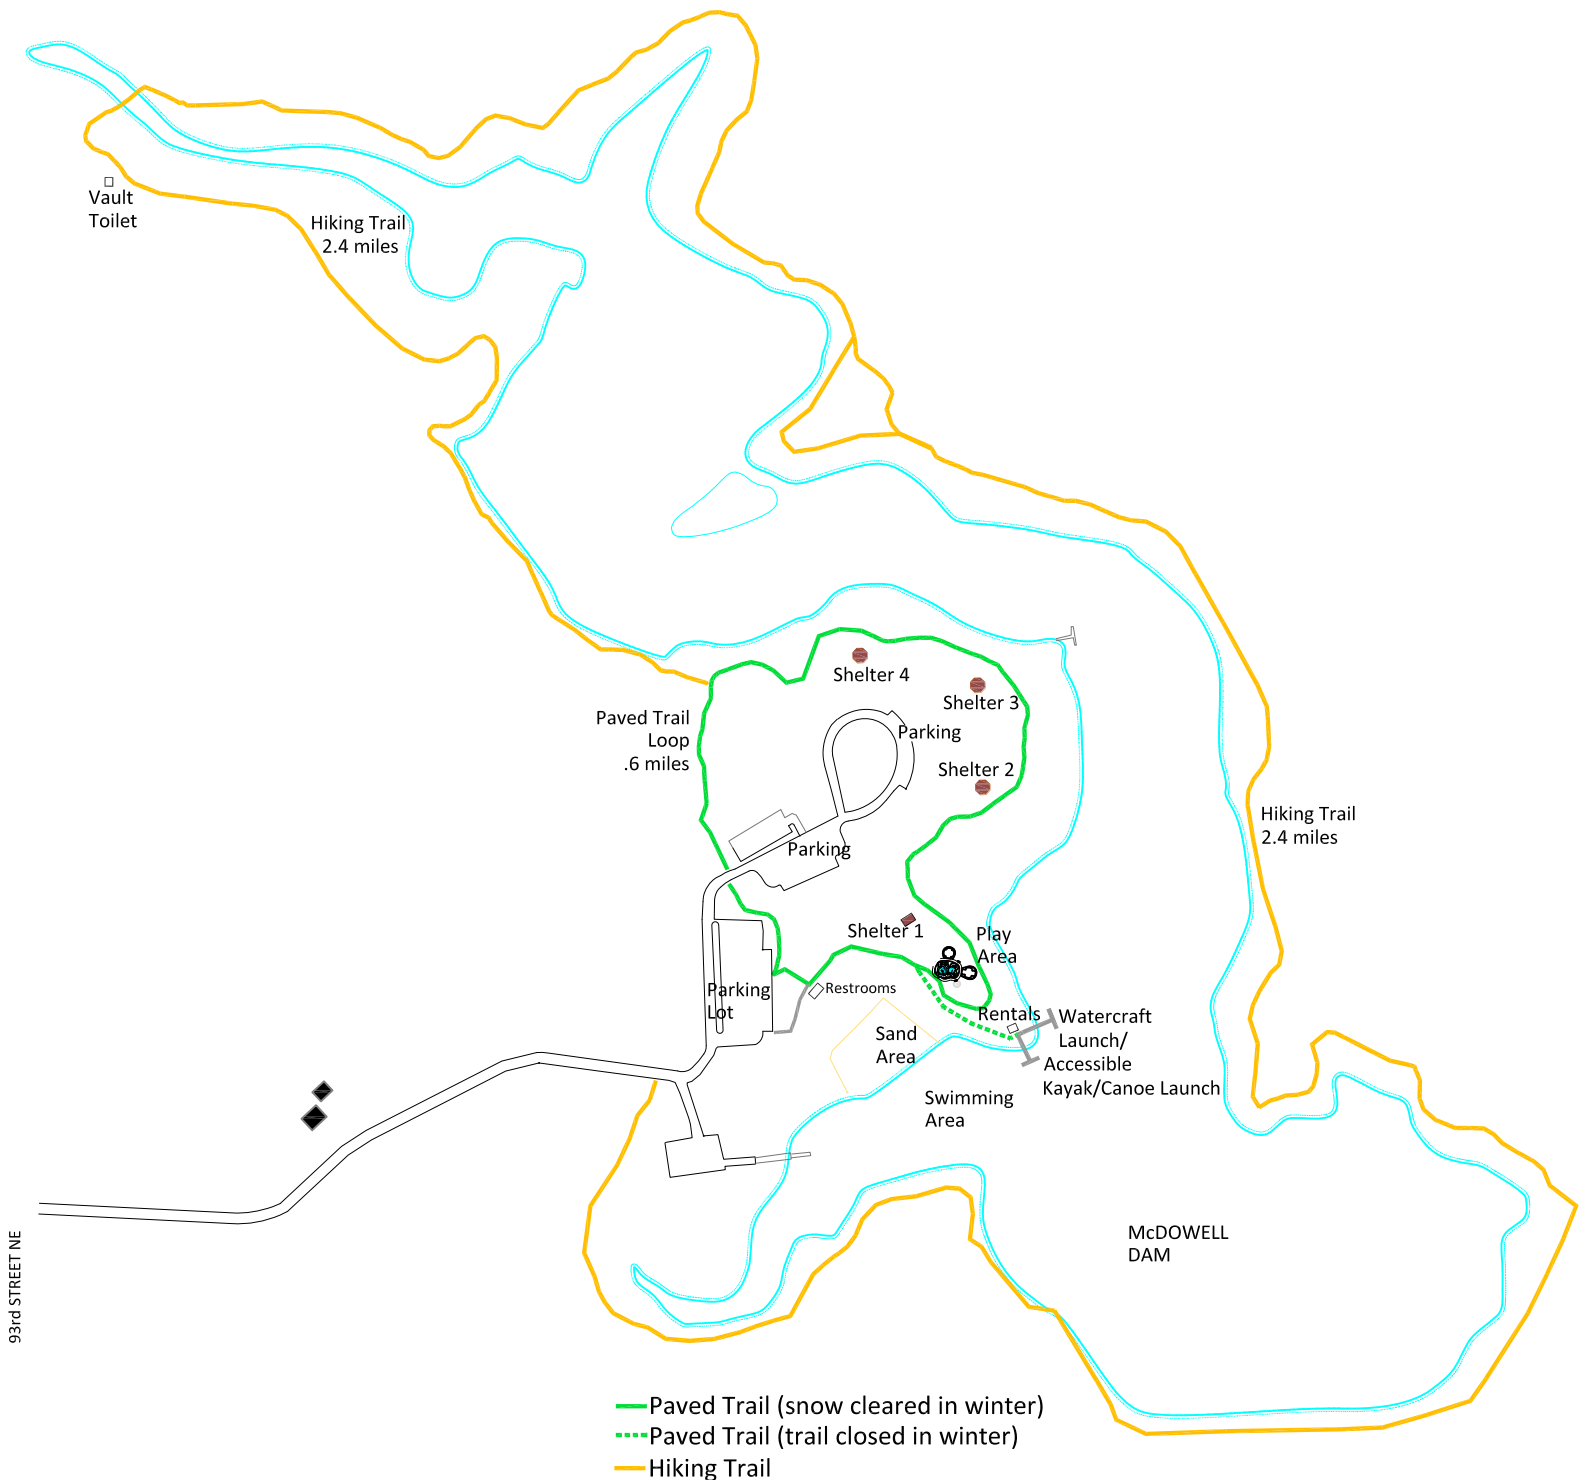 Vault
Toilet
Hiking Trail
2.4 miles
Shelter 4
Shelter 3
Paved Trail
Loop
.6 miles
Parking
Shelter 2
Hiking Trail
2.4 miles
Parking
Shelter 1
Play
Area
Parking
Lot
Restrooms
Rentals
Sand
Area
Watercraft
Launch/
Accessible
Kayak/Canoe Launch
Swimming
Area
McDOWELL
DAM
93rd STREET NE
Paved Trail (snow cleared in winter)
Paved Trail (trail closed in winter)
Hiking Trail